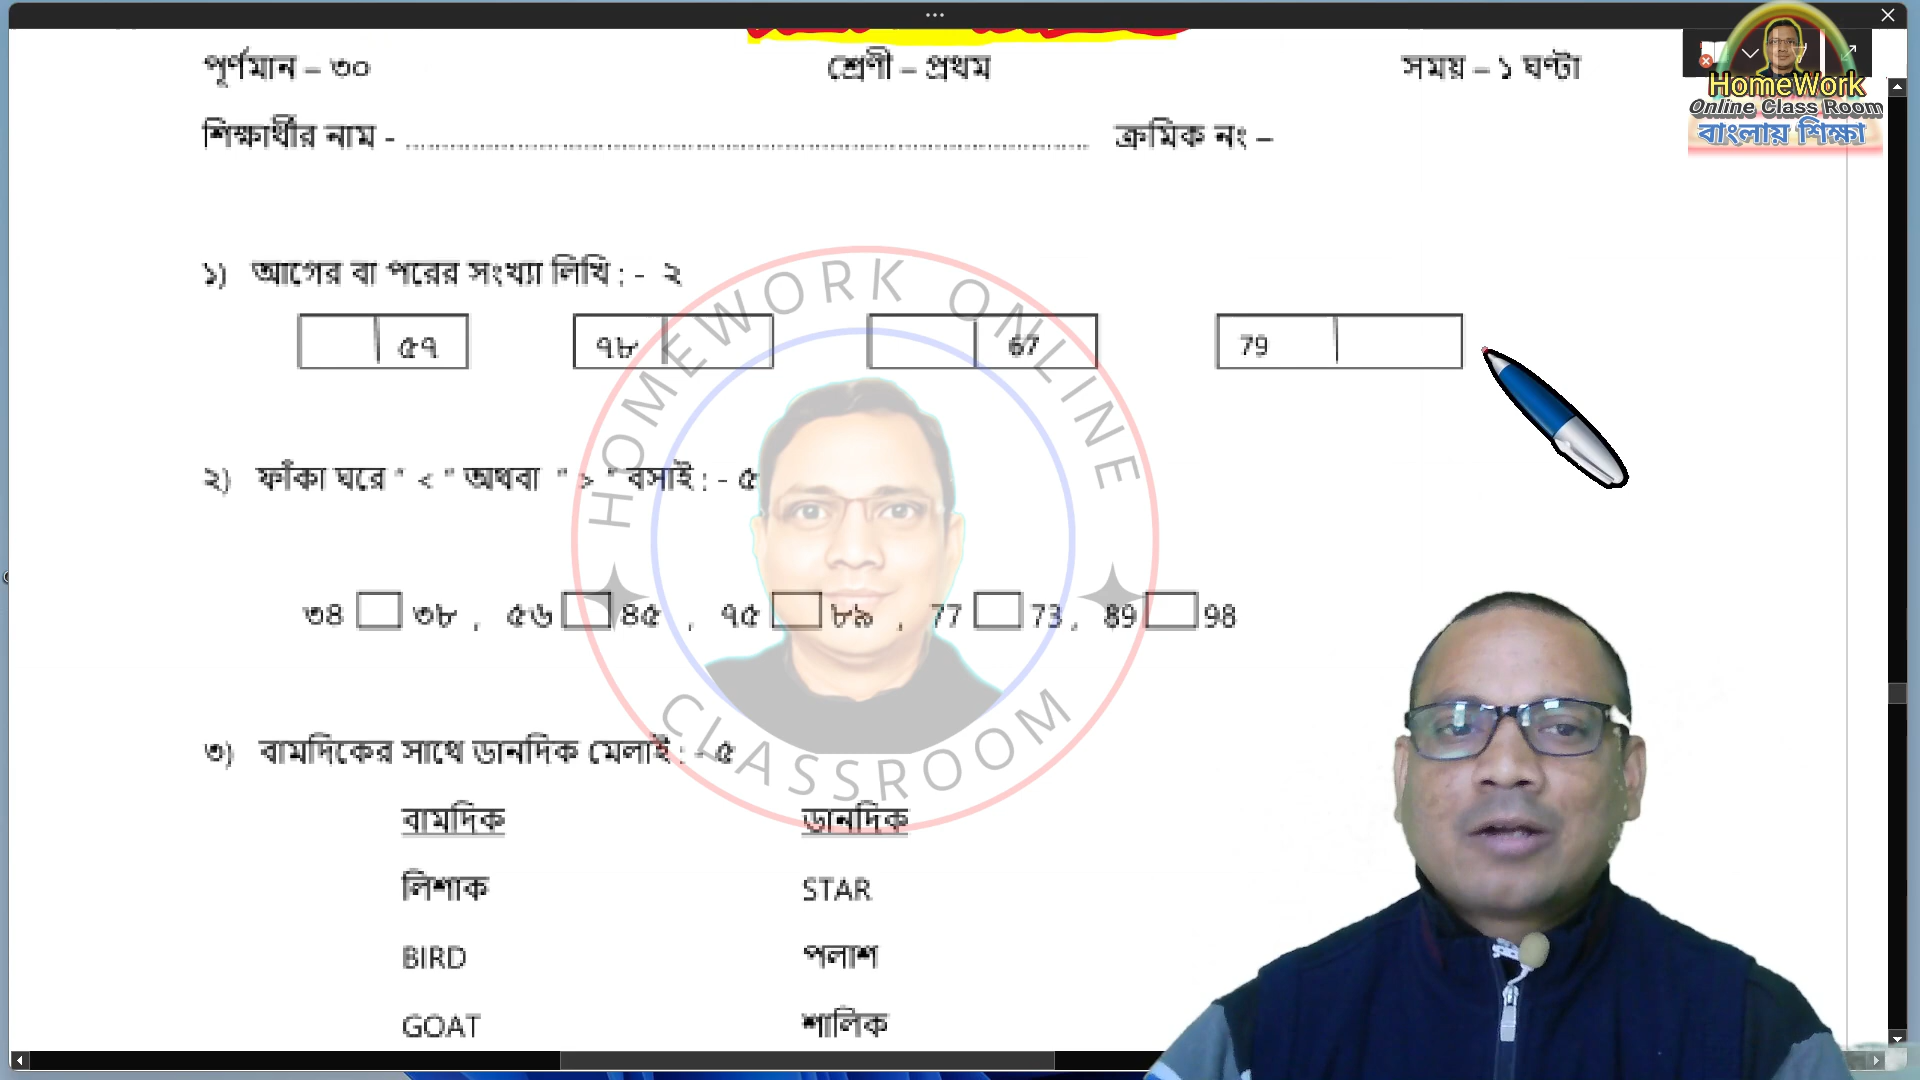 পূর্ণমান – ৩০ শ্রেণী – প্রথম সময় – ১ ঘণ্টা
শিক্ষার্থীর নাম - ........ ক্রমিক নং –
HomeWork
Online Class Room
বাংলায় শিক্ষা
১) আগের বা পরের সংখ্যা লিখি : - ২
৫৭ ৭৮ 67 79
২) ফাঁকা ঘরে " < " অথবা " > " বসাই : - ৫
৩৪ ৩৮ , ৫৬ ৪৫ , ৭৫ ৮৯ , 77 73 , 89 98
৩) বামদিকের সাথে ডানদিক মেলাই : - ৫
বামদিক ডানদিক
লিশাক STAR
BIRD পলাশ
GOAT শালিক
HOMEWORK ONLINE
CLASSROOM